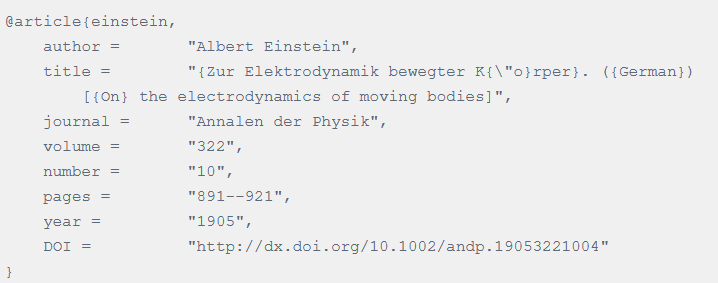 @article{einstein,
    author =       "Albert Einstein",
    title =        "{Zur Elektrodynamik bewegter K{\"o}rper}. ({German})
        [{On} the electrodynamics of moving bodies]",
    journal =      "Annalen der Physik",
    volume =       "322",
    number =       "10",
    pages =        "891--921",
    year =         "1905",
    DOI =          "http://dx.doi.org/10.1002/andp.19053221004"
}